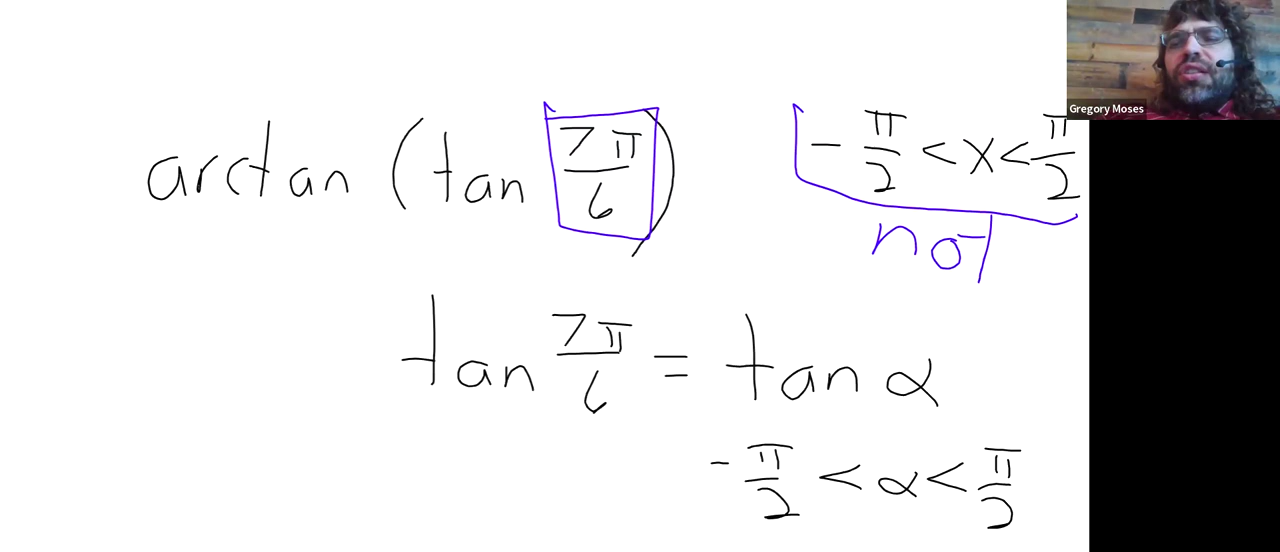 Gregory Moses
arctan (tan 7π/6)
-π/2 < x < π/2
not
tan 7π/6 = tan α
-π/2 < α < π/2